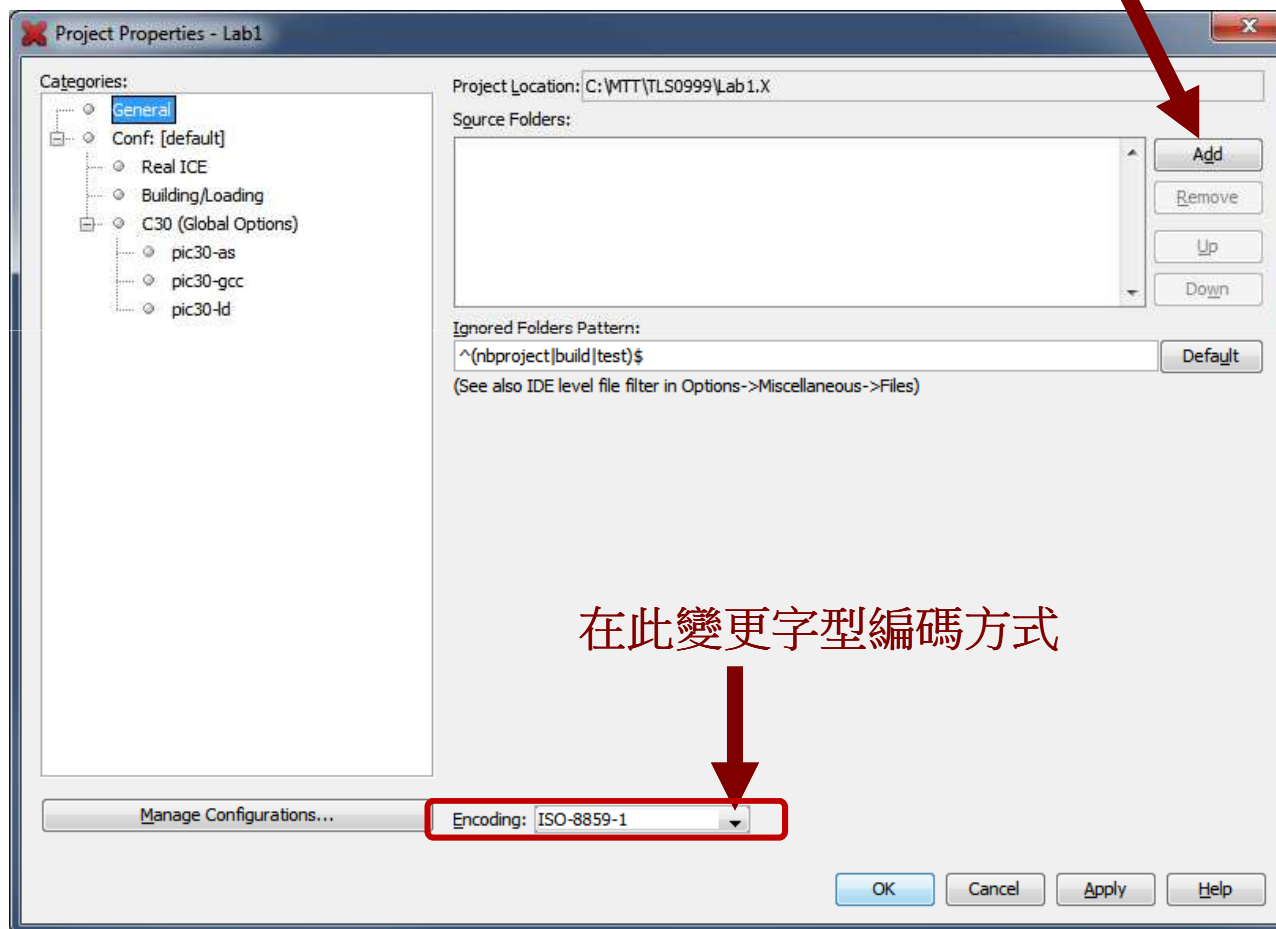 Project Properties - Lab1
Categories:
General
Conf: [default]
Real ICE
Building/Loading
C30 (Global Options)
pic30-as
pic30-gcc
pic30-ld
Manage Configurations...
Project Location: C:\MTT\TLS0999\Lab1.X
Source Folders:
Add
Remove
Up
Down
Ignored Folders Pattern:
^(nbproject|build|test)$ Default
(See also IDE level file filter in Options->Miscellaneous->Files)
在此變更字型編碼方式
Encoding: ISO-8859-1
OK Cancel Apply Help